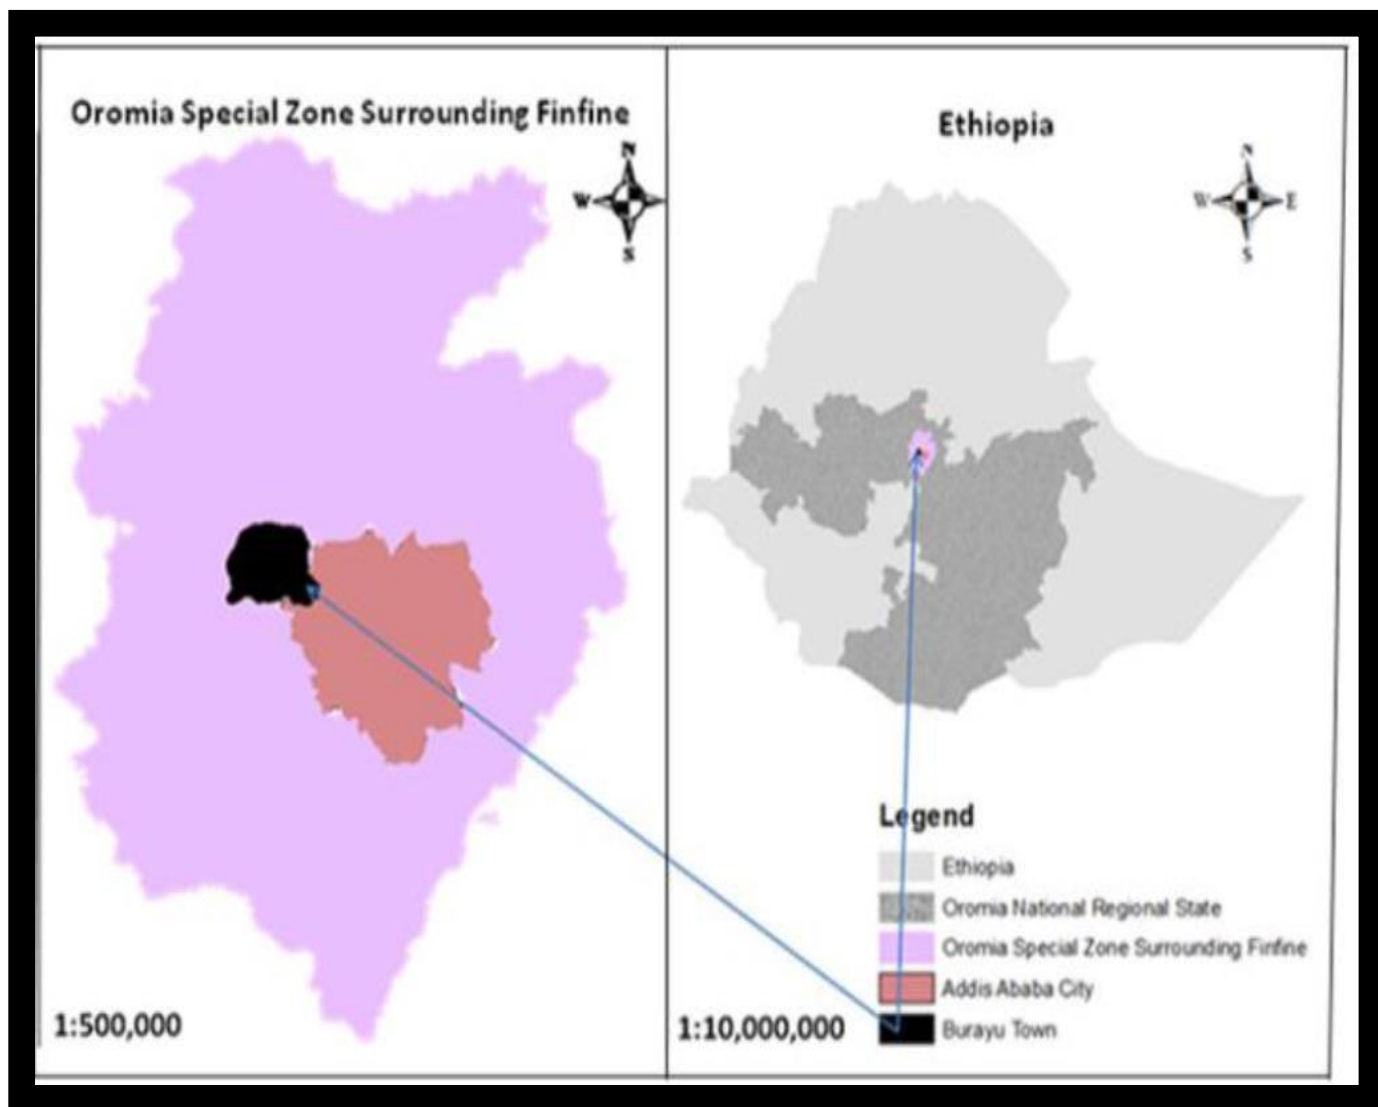 Oromia Special Zone Surrounding Finfine
N
W
S
1:500,000
Ethiopia
N
W E
S
Legend
Ethiopia
Oromia National Regional State
Oromia Special Zone Surrounding Finfine
Addis Ababa City
1:10,000,000 Burayu Town